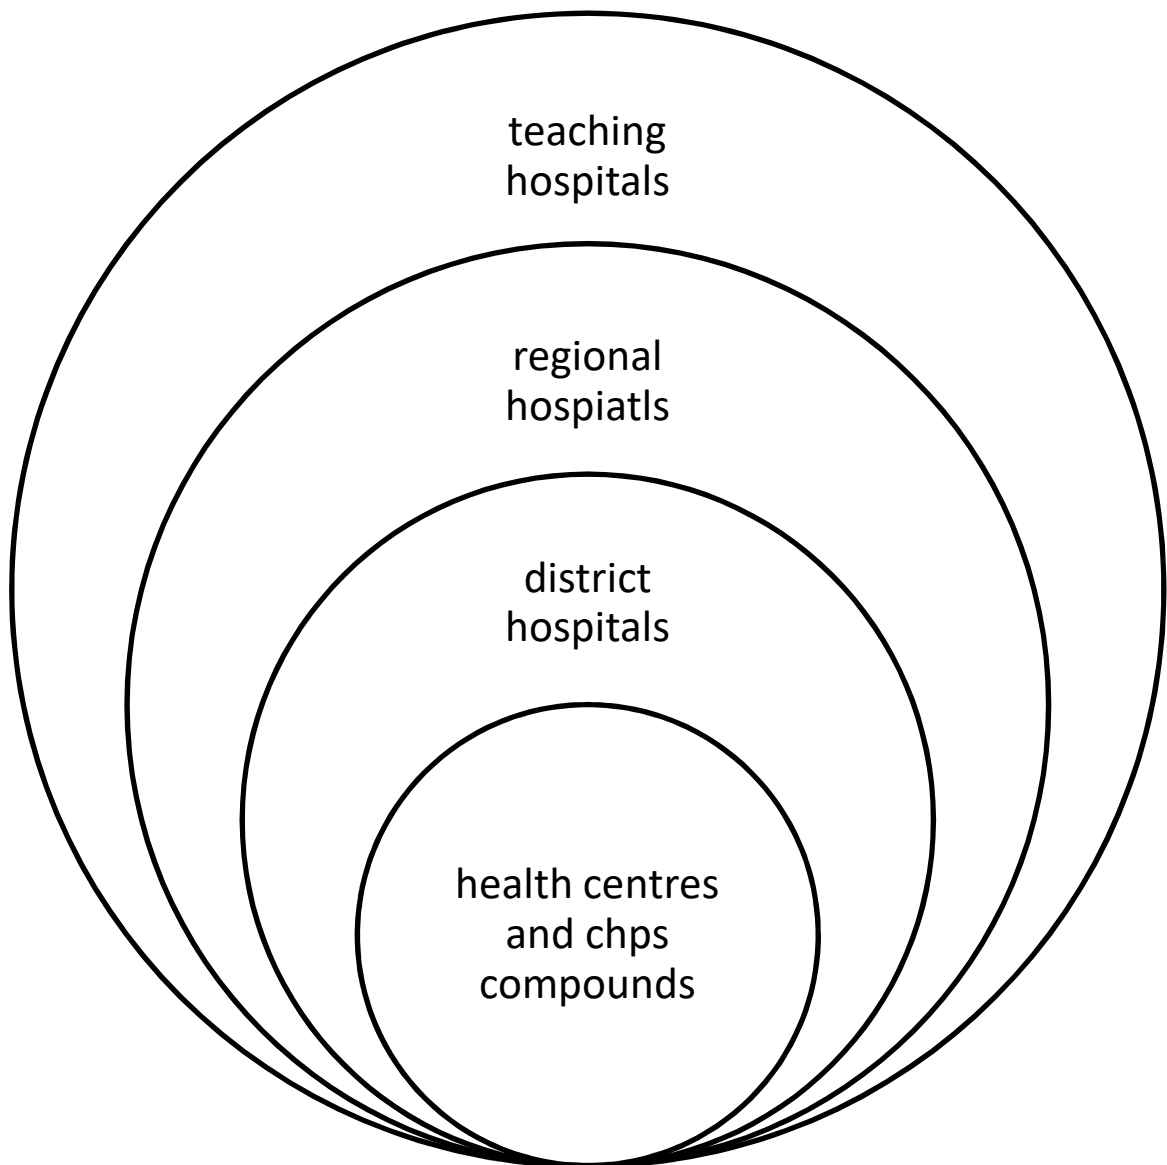 teaching
hospitals
regional
hospiatls
district
hospitals
health centres
and chps
compounds